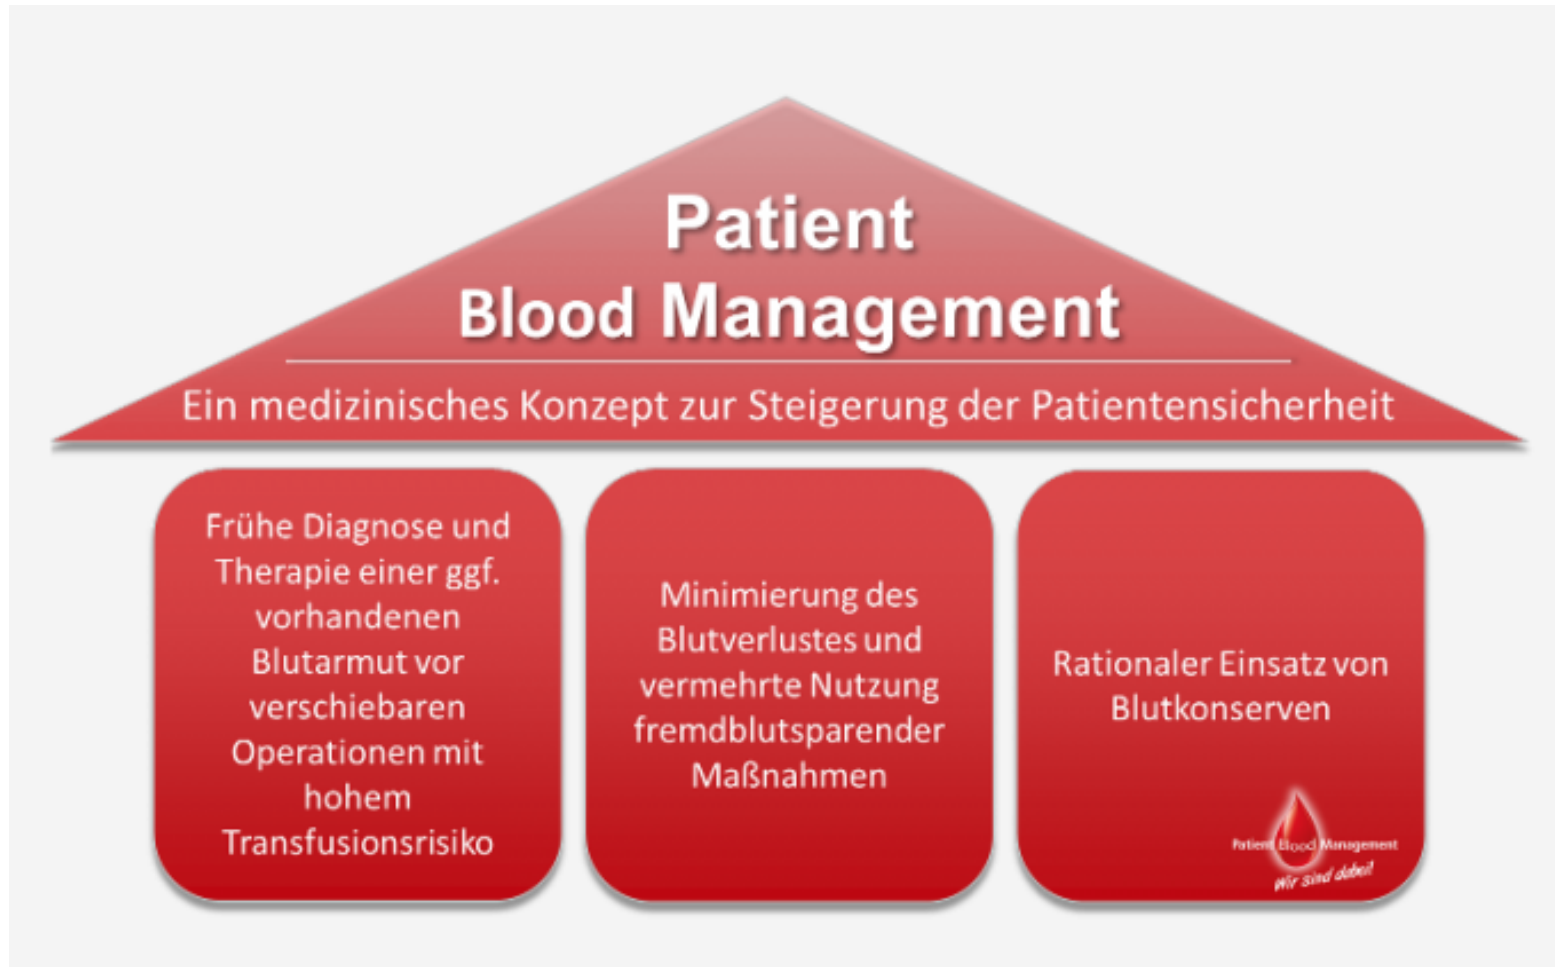 Patient
Blood Management
Ein medizinisches Konzept zur Steigerung der Patientensicherheit
Frühe Diagnose und
Therapie einer ggf.
vorhandenen
Blutarmut vor
verschiebaren
Operationen mit
hohem
Transfusionsrisiko
Minimierung des
Blutverlustes und
vermehrte Nutzung
fremdblutsparender
Maßnahmen
Rationaler Einsatz von
Blutkonserven
Patient Blood Management
Wir sind dabei!